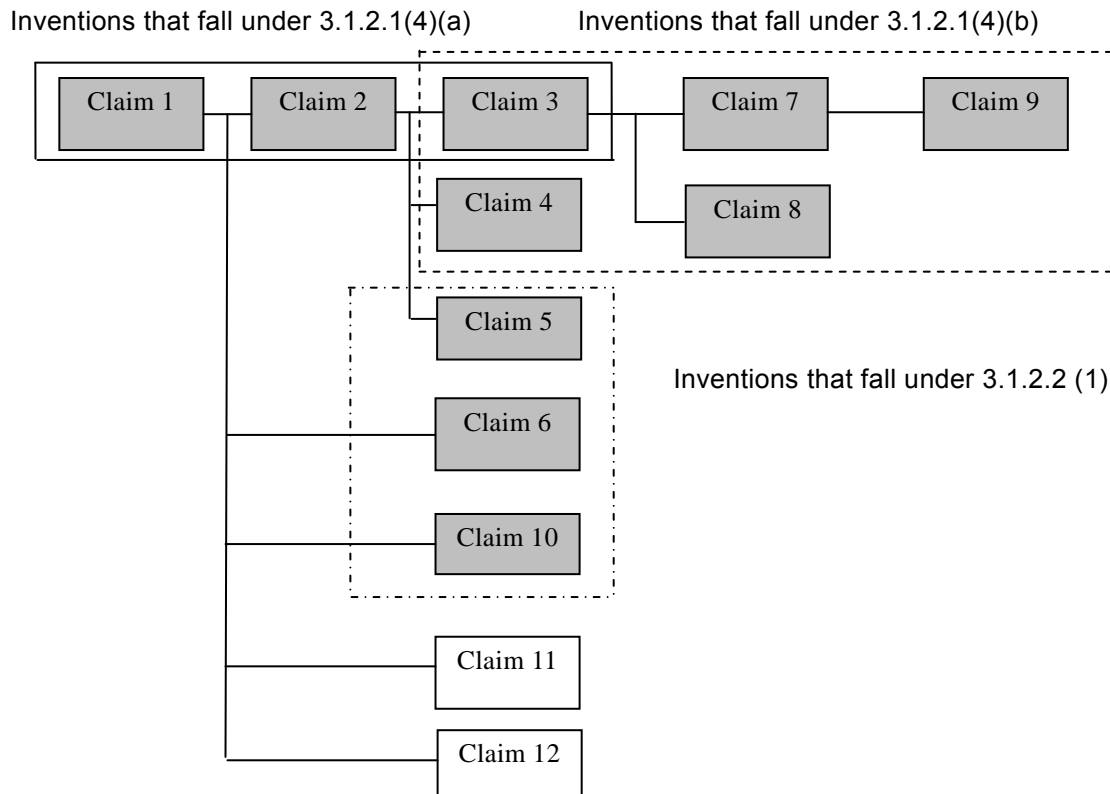 Inventions that fall under 3.1.2.1(4)(a)
Inventions that fall under 3.1.2.1(4)(b)
Claim 1
Claim 2
Claim 3
Claim 7
Claim 9
Claim 4
Claim 8
Claim 5
Inventions that fall under 3.1.2.2 (1)
Claim 6
Claim 10
Claim 11
Claim 12